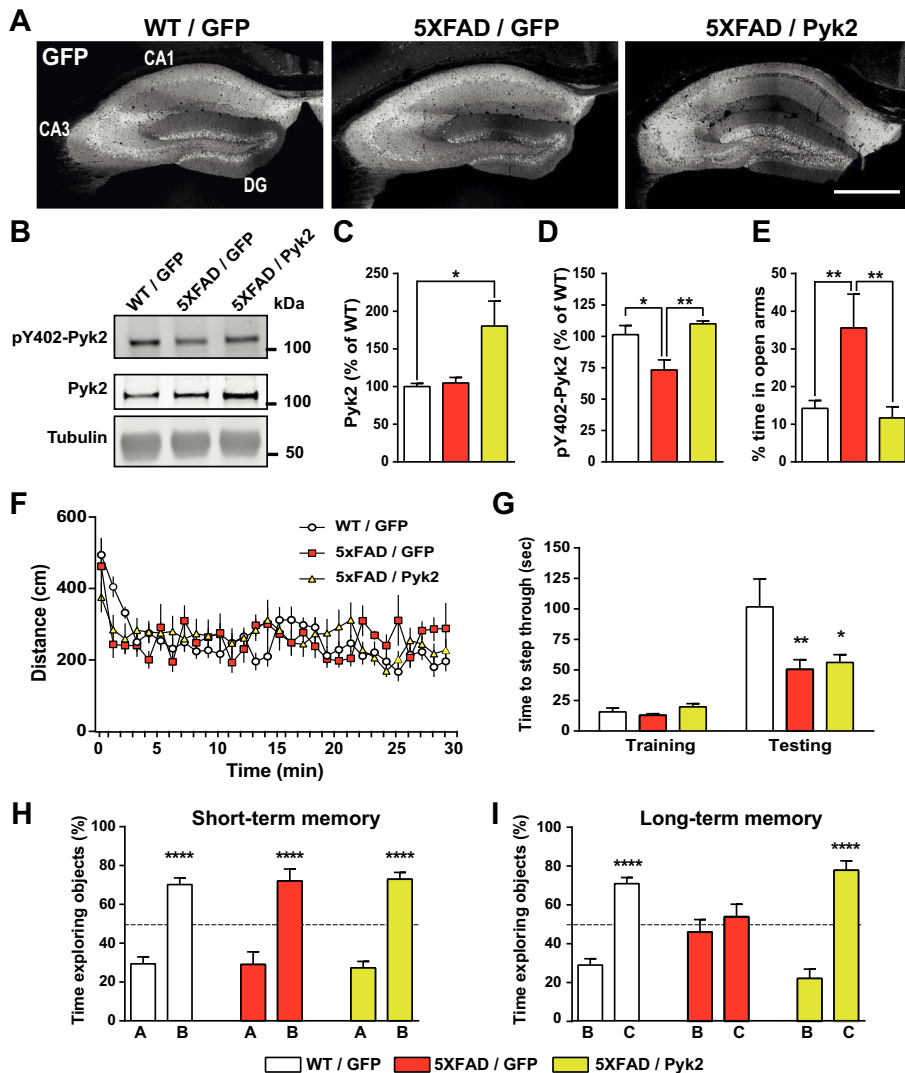 A
WT / GFP
5XFAD / GFP
5XFAD / Pyk2
GFP
CA1
CA3
DG
B
WT / GFP
5XFAD / GFP
5XFAD / Pyk2
kDa
pY402-Pyk2
100
Pyk2
100
Tubulin
50
C
Pyk2 (% of WT)
250
200
150
100
50
0
*
D
pY402-Pyk2 (% of WT)
150
125
100
75
50
25
0
*
**
E
% time in open arms
50
40
30
20
10
0
**
**
F
Distance (cm)
600
400
200
0
WT / GFP
5xFAD / GFP
5xFAD / Pyk2
0 5 10 15 20 25 30
Time (min)
G
Time to step through (sec)
150
125
100
75
50
25
0
** *
Training Testing
H
Short-term memory
Time exploring objects (%)
100
80
60
40
20
0
**** **** ****
A B A B A B
I
Long-term memory
Time exploring objects (%)
100
80
60
40
20
0
**** ****
B C B C B C
WT / GFP 5XFAD / GFP 5XFAD / Pyk2